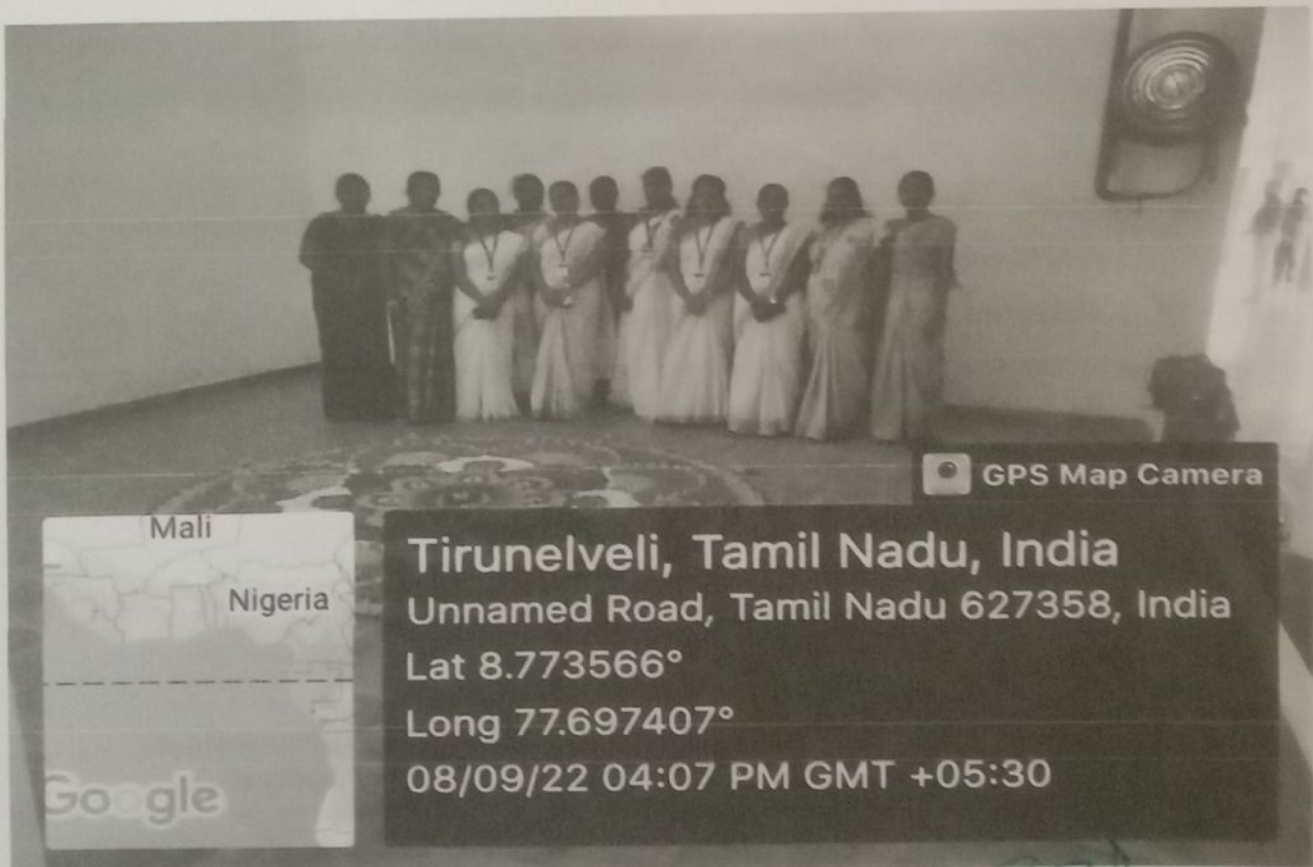 GPS Map Camera
Mali
Nigeria
Google
Tirunelveli, Tamil Nadu, India
Unnamed Road, Tamil Nadu 627358, India
Lat 8.773566°
Long 77.697407°
08/09/22 04:07 PM GMT +05:30